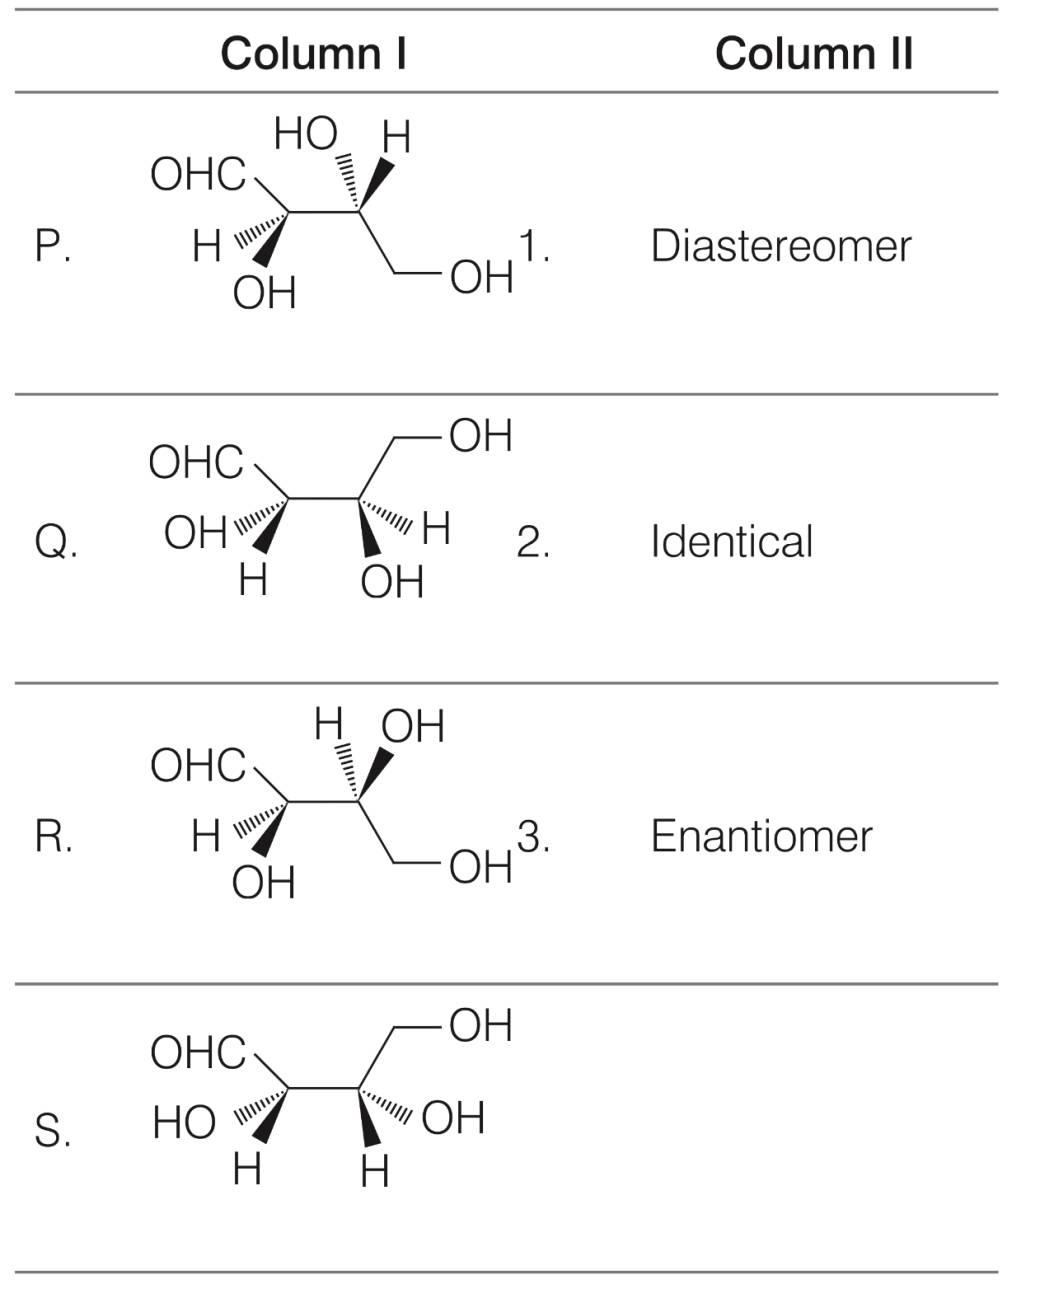 Column I Column II
HO H
OHC
P. H 1. Diastereomer
OH
OH
OH
OHC
Q. OH H 2. Identical
H OH
H OH
OHC
R. H 3. Enantiomer
OH
OH
OH
OHC
S. HO OH
H H